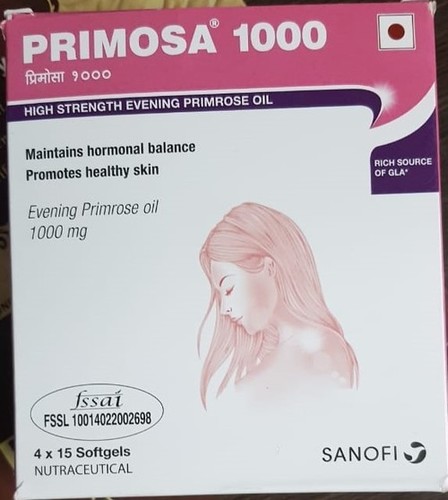 PRIMOSA® 1000
प्रिमोसा १०००
HIGH STRENGTH EVENING PRIMROSE OIL
RICH SOURCE
OF GLA*
Maintains hormonal balance
Promotes healthy skin
Evening Primrose oil
1000 mg
fssai
FSSL 10014022002698
4 x 15 Softgels
NUTRACEUTICAL
SANOFI